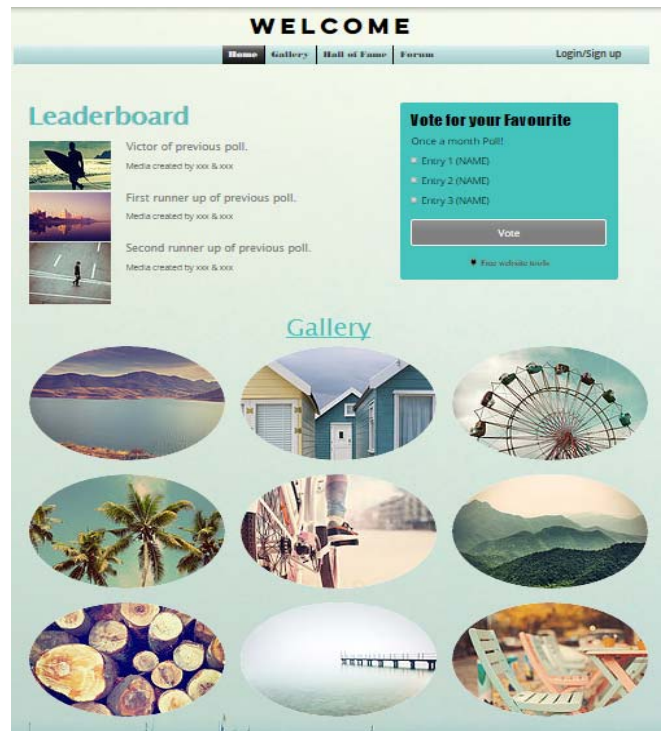 WELCOME
Home Gallery Hall of Fame Forum Login/Sign up
Leaderboard
Victor of previous poll.
Media created by xxx & xxx
First runner up of previous poll.
Media created by xxx & xxx
Second runner up of previous poll.
Media created by xxx & xxx
Vote for your Favourite
Once a month Poll!
Entry 1 (NAME)
Entry 2 (NAME)
Entry 3 (NAME)
Vote
Free website tools
Gallery